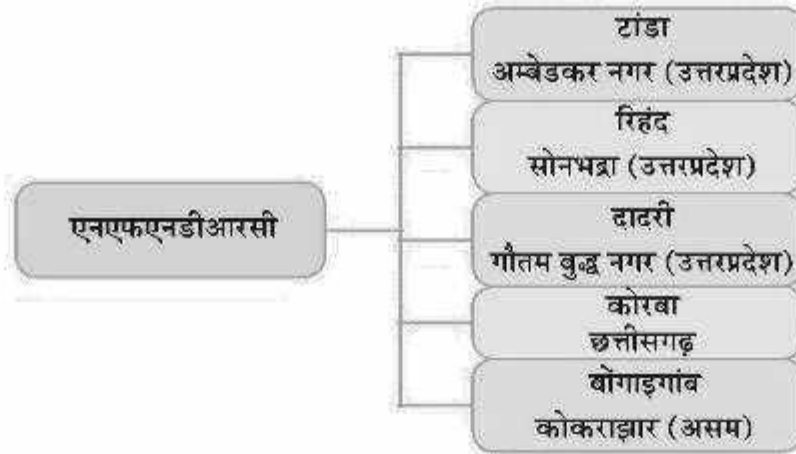 टांडा
अम्बेडकर नगर (उत्तरप्रदेश)
रिहंद
सोनभद्रा (उत्तरप्रदेश)
एनएफएनडीआरसी
दादरी
गौतम बुद्ध नगर (उत्तरप्रदेश)
कोरबा
छत्तीसगढ़
बोंगाइगांव
कोकराझार (असम)